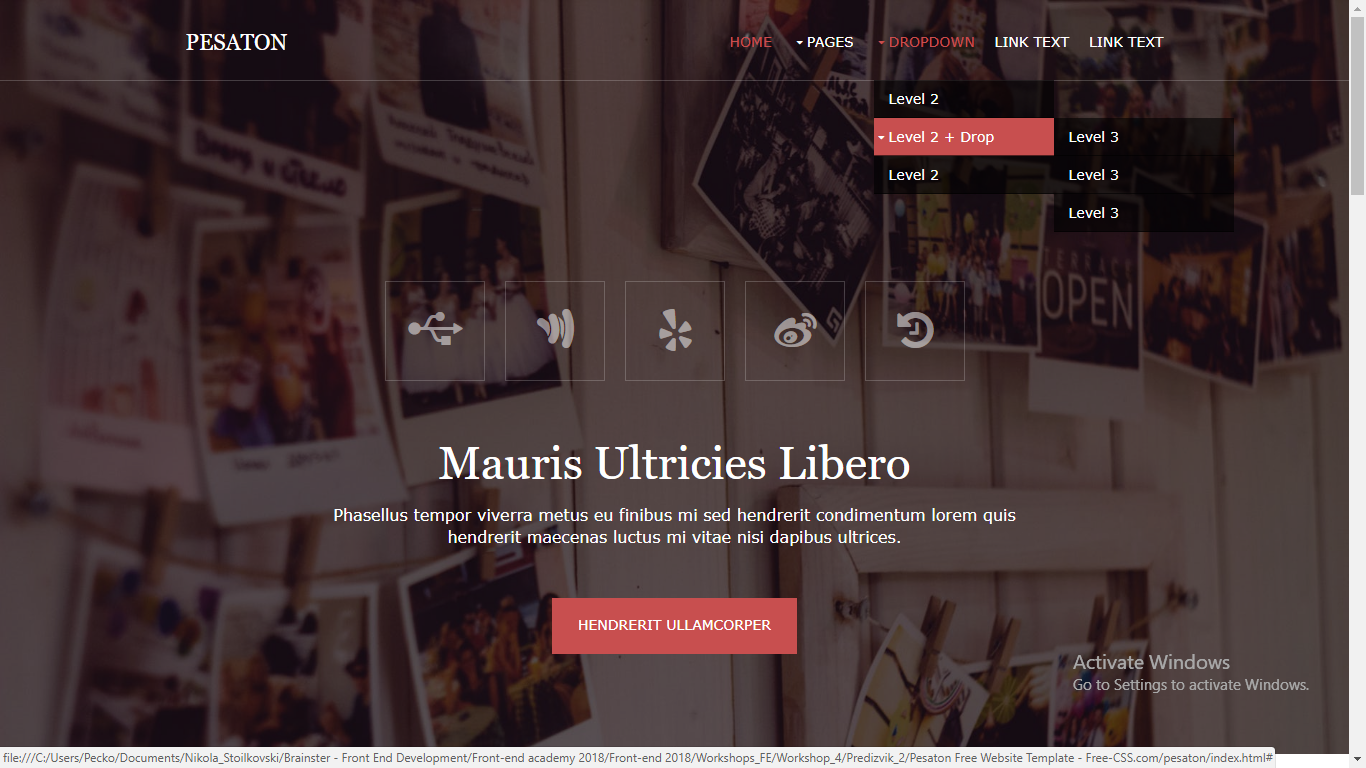 PESATON
HOME PAGES DROPDOWN LINK TEXT LINK TEXT
Level 2
Level 2 + Drop Level 3
Level 2 Level 3
Level 3
TERRACE
OPEN
Mauris Ultricies Libero
Phasellus tempor viverra metus eu finibus mi sed hendrerit condimentum lorem quis
hendrerit maecenas luctus mi vitae nisi dapibus ultrices.
HENDRERIT ULLAMCORPER
Activate Windows
Go to Settings to activate Windows.
file:///C:/Users/Pecko/Documents/Nikola_Stoilkovski/Brainster - Front End Development/Front-end academy 2018/Front-end 2018/Workshops_FE/Workshop_4/Predizvik_2/Pesaton Free Website Template - Free-CSS.com/pesaton/index.html#